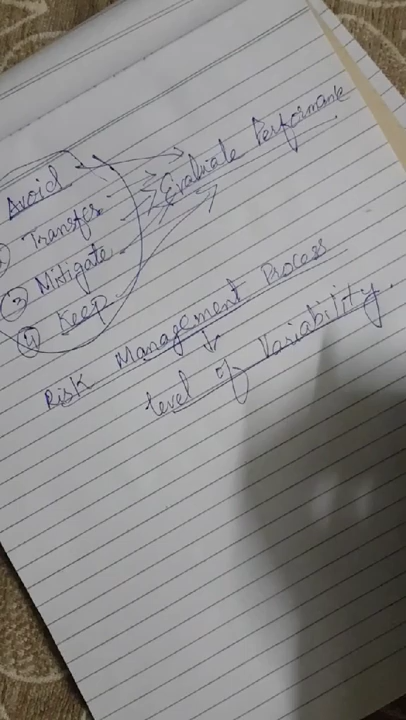 Avoid
Transfer
③ Mitigate
④ Keep
Evaluate Performance
Risk Management Process
level of Variability.